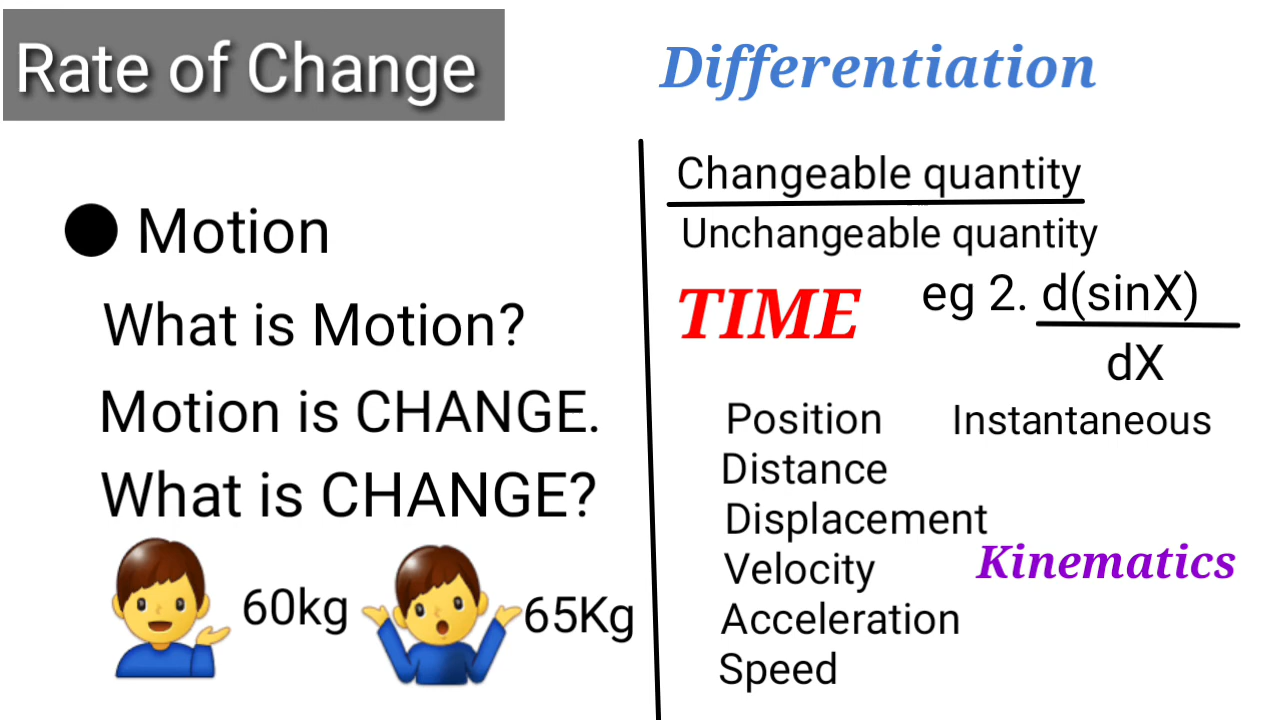 Rate of Change
Differentiation
● Motion
What is Motion?
Motion is CHANGE.
What is CHANGE?
60kg
65Kg
Changeable quantity
Unchangeable quantity
TIME
eg 2. d(sinX)
dX
Position
Instantaneous
Distance
Displacement
Kinematics
Velocity
Acceleration
Speed